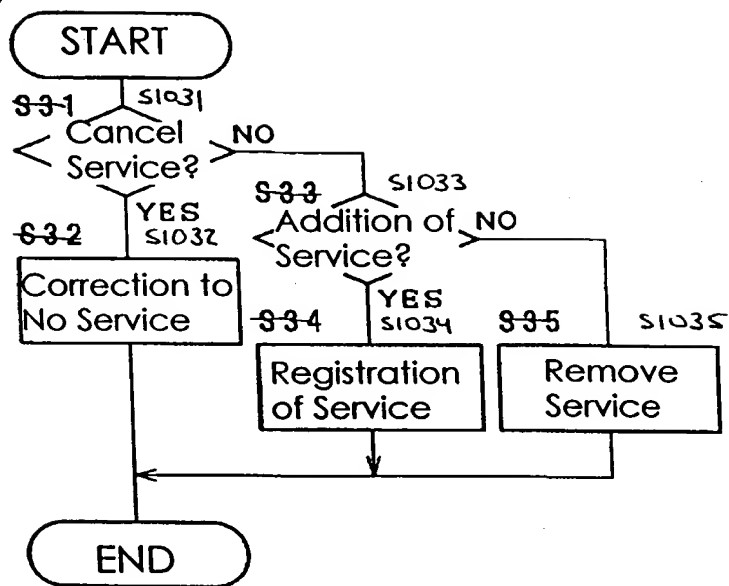 START
S31 S1031
Cancel
Service?
NO
YES
S32 S1032
Correction to
No Service
S33 S1033
Addition of
Service?
NO
YES
S34 S1034
Registration
of Service
S35 S1035
Remove
Service
END